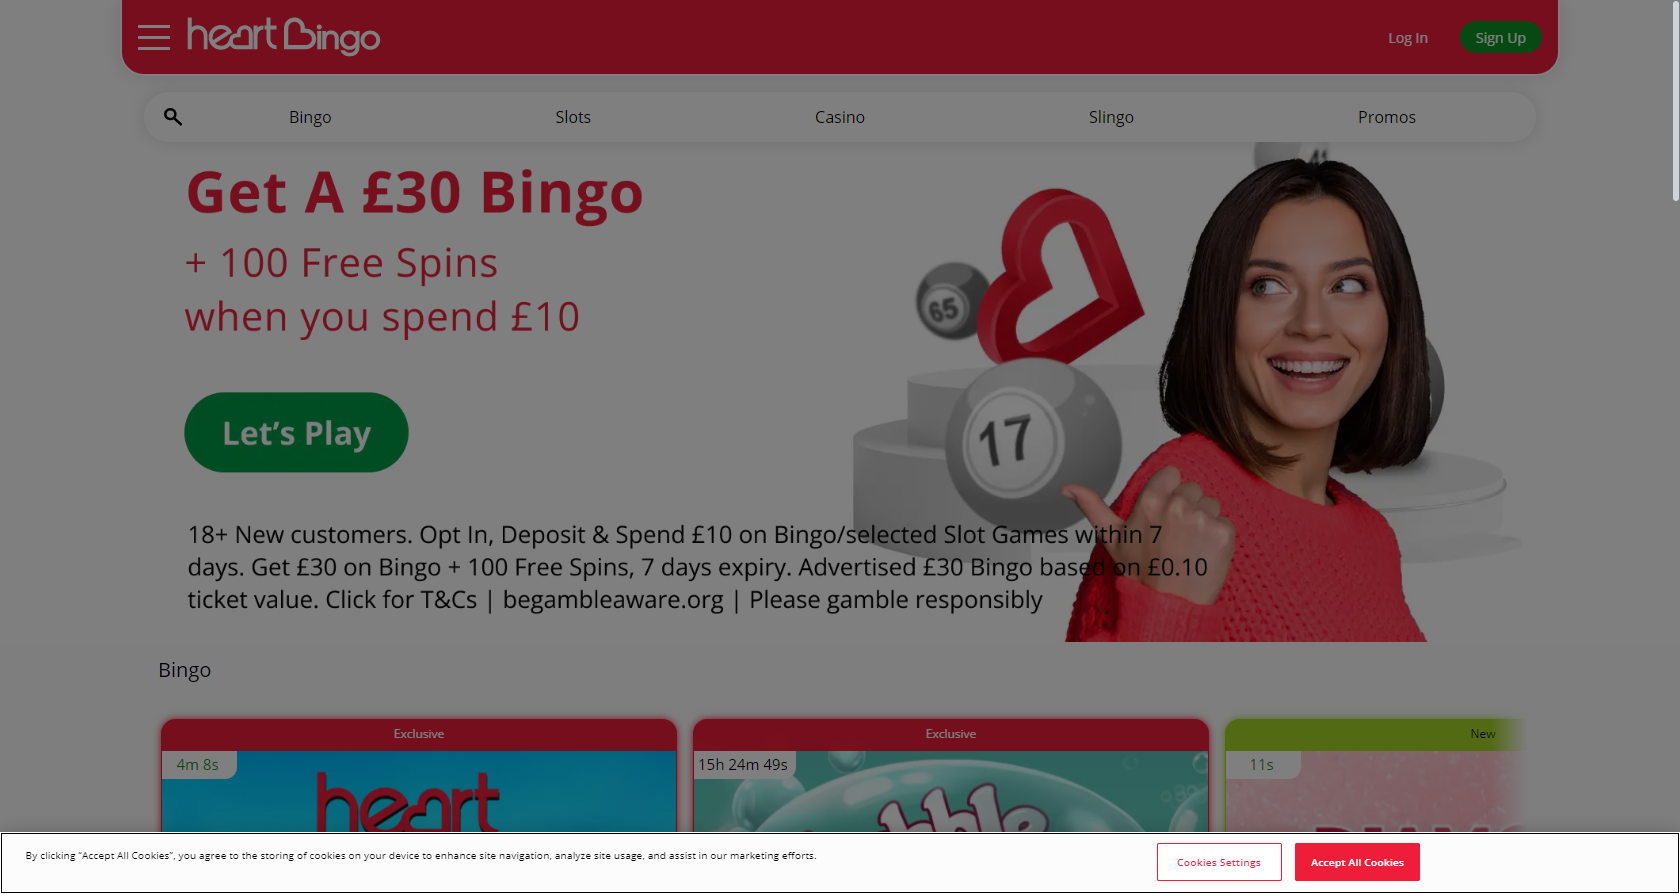 heart Bingo
Log In
Sign Up
Bingo
Slots
Casino
Slingo
Promos
Get A £30 Bingo
+ 100 Free Spins
when you spend £10
Let's Play
65
17
18+ New customers. Opt In, Deposit & Spend £10 on Bingo/selected Slot Games within 7
days. Get £30 on Bingo + 100 Free Spins, 7 days expiry. Advertised £30 Bingo based on £0.10
ticket value. Click for T&Cs | begambleaware.org | Please gamble responsibly
Bingo
Exclusive
4m 8s
heart
Exclusive
15h 24m 49s
New
11s
By clicking “Accept All Cookies”, you agree to the storing of cookies on your device to enhance site navigation, analyze site usage, and assist in our marketing efforts.
Cookies Settings
Accept All Cookies